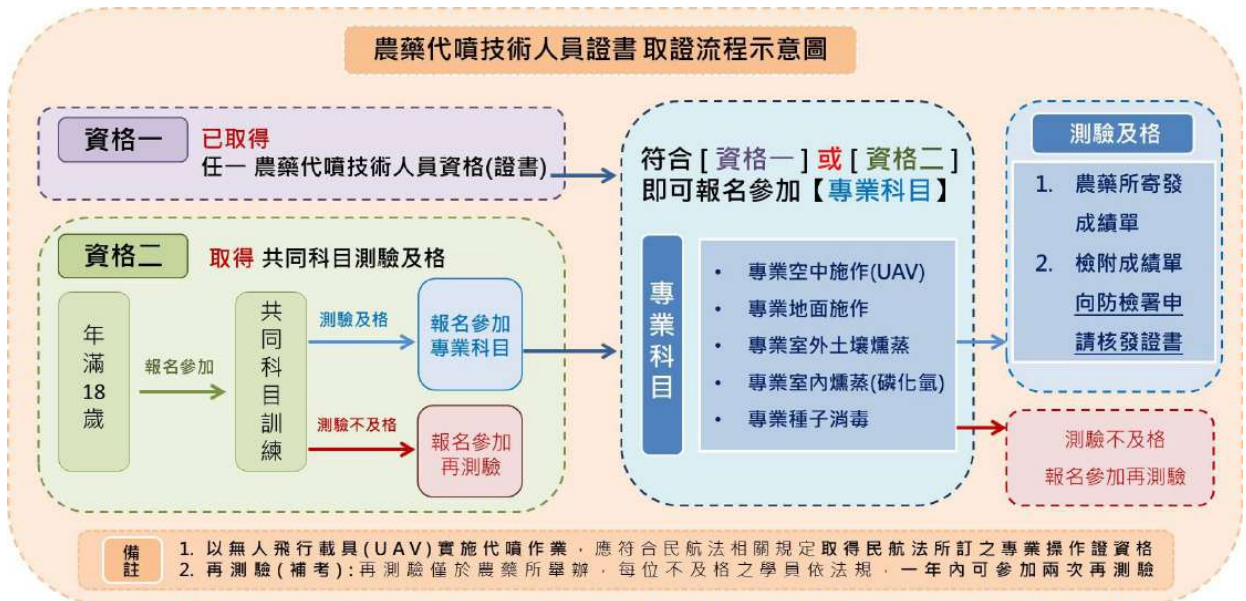 農藥代噴技術人員證書 取證流程示意圖
資格一
已取得
任一 農藥代噴技術人員資格(證書)
資格二
取得 共同科目測驗及格
年滿18歲
報名參加
共同科目訓練
測驗及格
報名參加
專業科目
測驗不及格
報名參加
再測驗
符合[資格一]或[資格二]
即可報名參加【專業科目】
專業科目
• 專業空中施作(UAV)
• 專業地面施作
• 專業室外土壤燻蒸
• 專業室內燻蒸(磷化氫)
• 專業種子消毒
測驗及格
1. 農藥所寄發
成績單
2. 檢附成績單
向防檢署申
請核發證書
測驗不及格
報名參加再測驗
備註
1. 以無人飛行載具(UAV)實施代噴作業，應符合民航法相關規定取得民航法所訂之專業操作證資格
2. 再測驗(補考):再測驗僅於農藥所舉辦，每位不及格之學員依法規，一年內可參加兩次再測驗